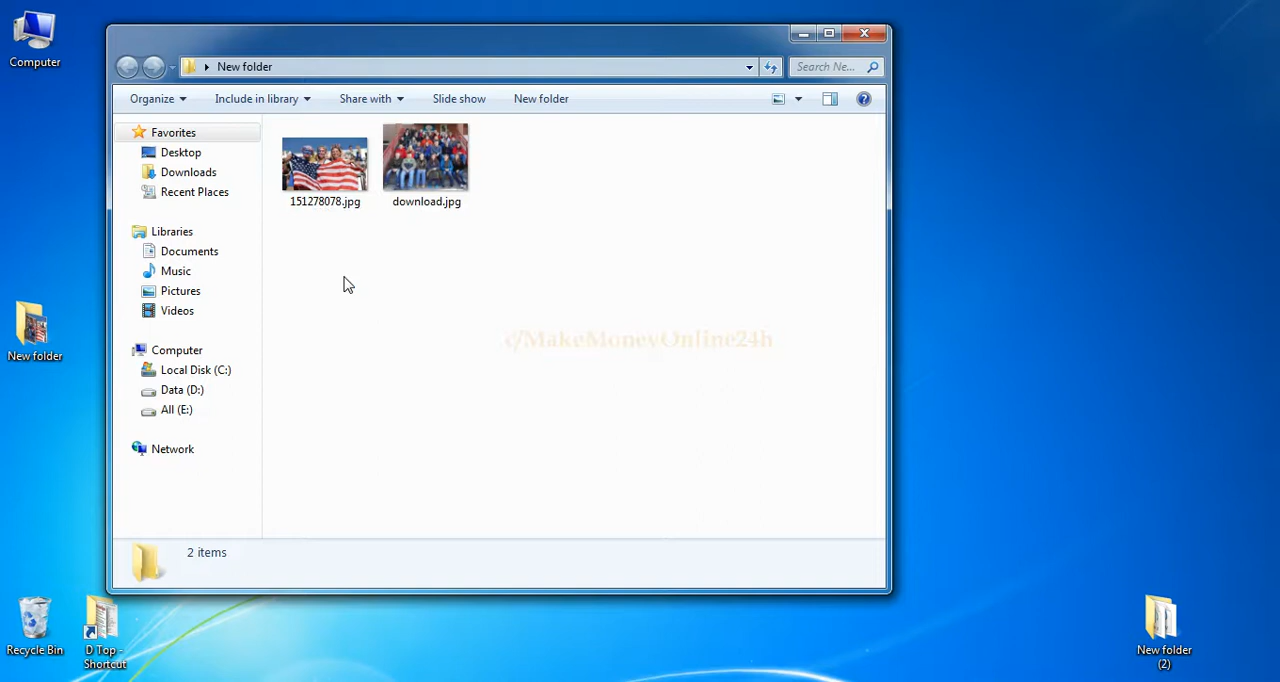 Computer
New folder
Search Ne...
Organize
Include in library
Share with
Slide show
New folder
Favorites
Desktop
Downloads
Recent Places
Libraries
Documents
Music
Pictures
Videos
Computer
Local Disk (C:)
Data (D:)
All (E:)
Network
151278078.jpg
download.jpg
c/MakeMoneyOnline24h
2 items
New folder
Recycle Bin
D Top -
Shortcut
New folder
(2)